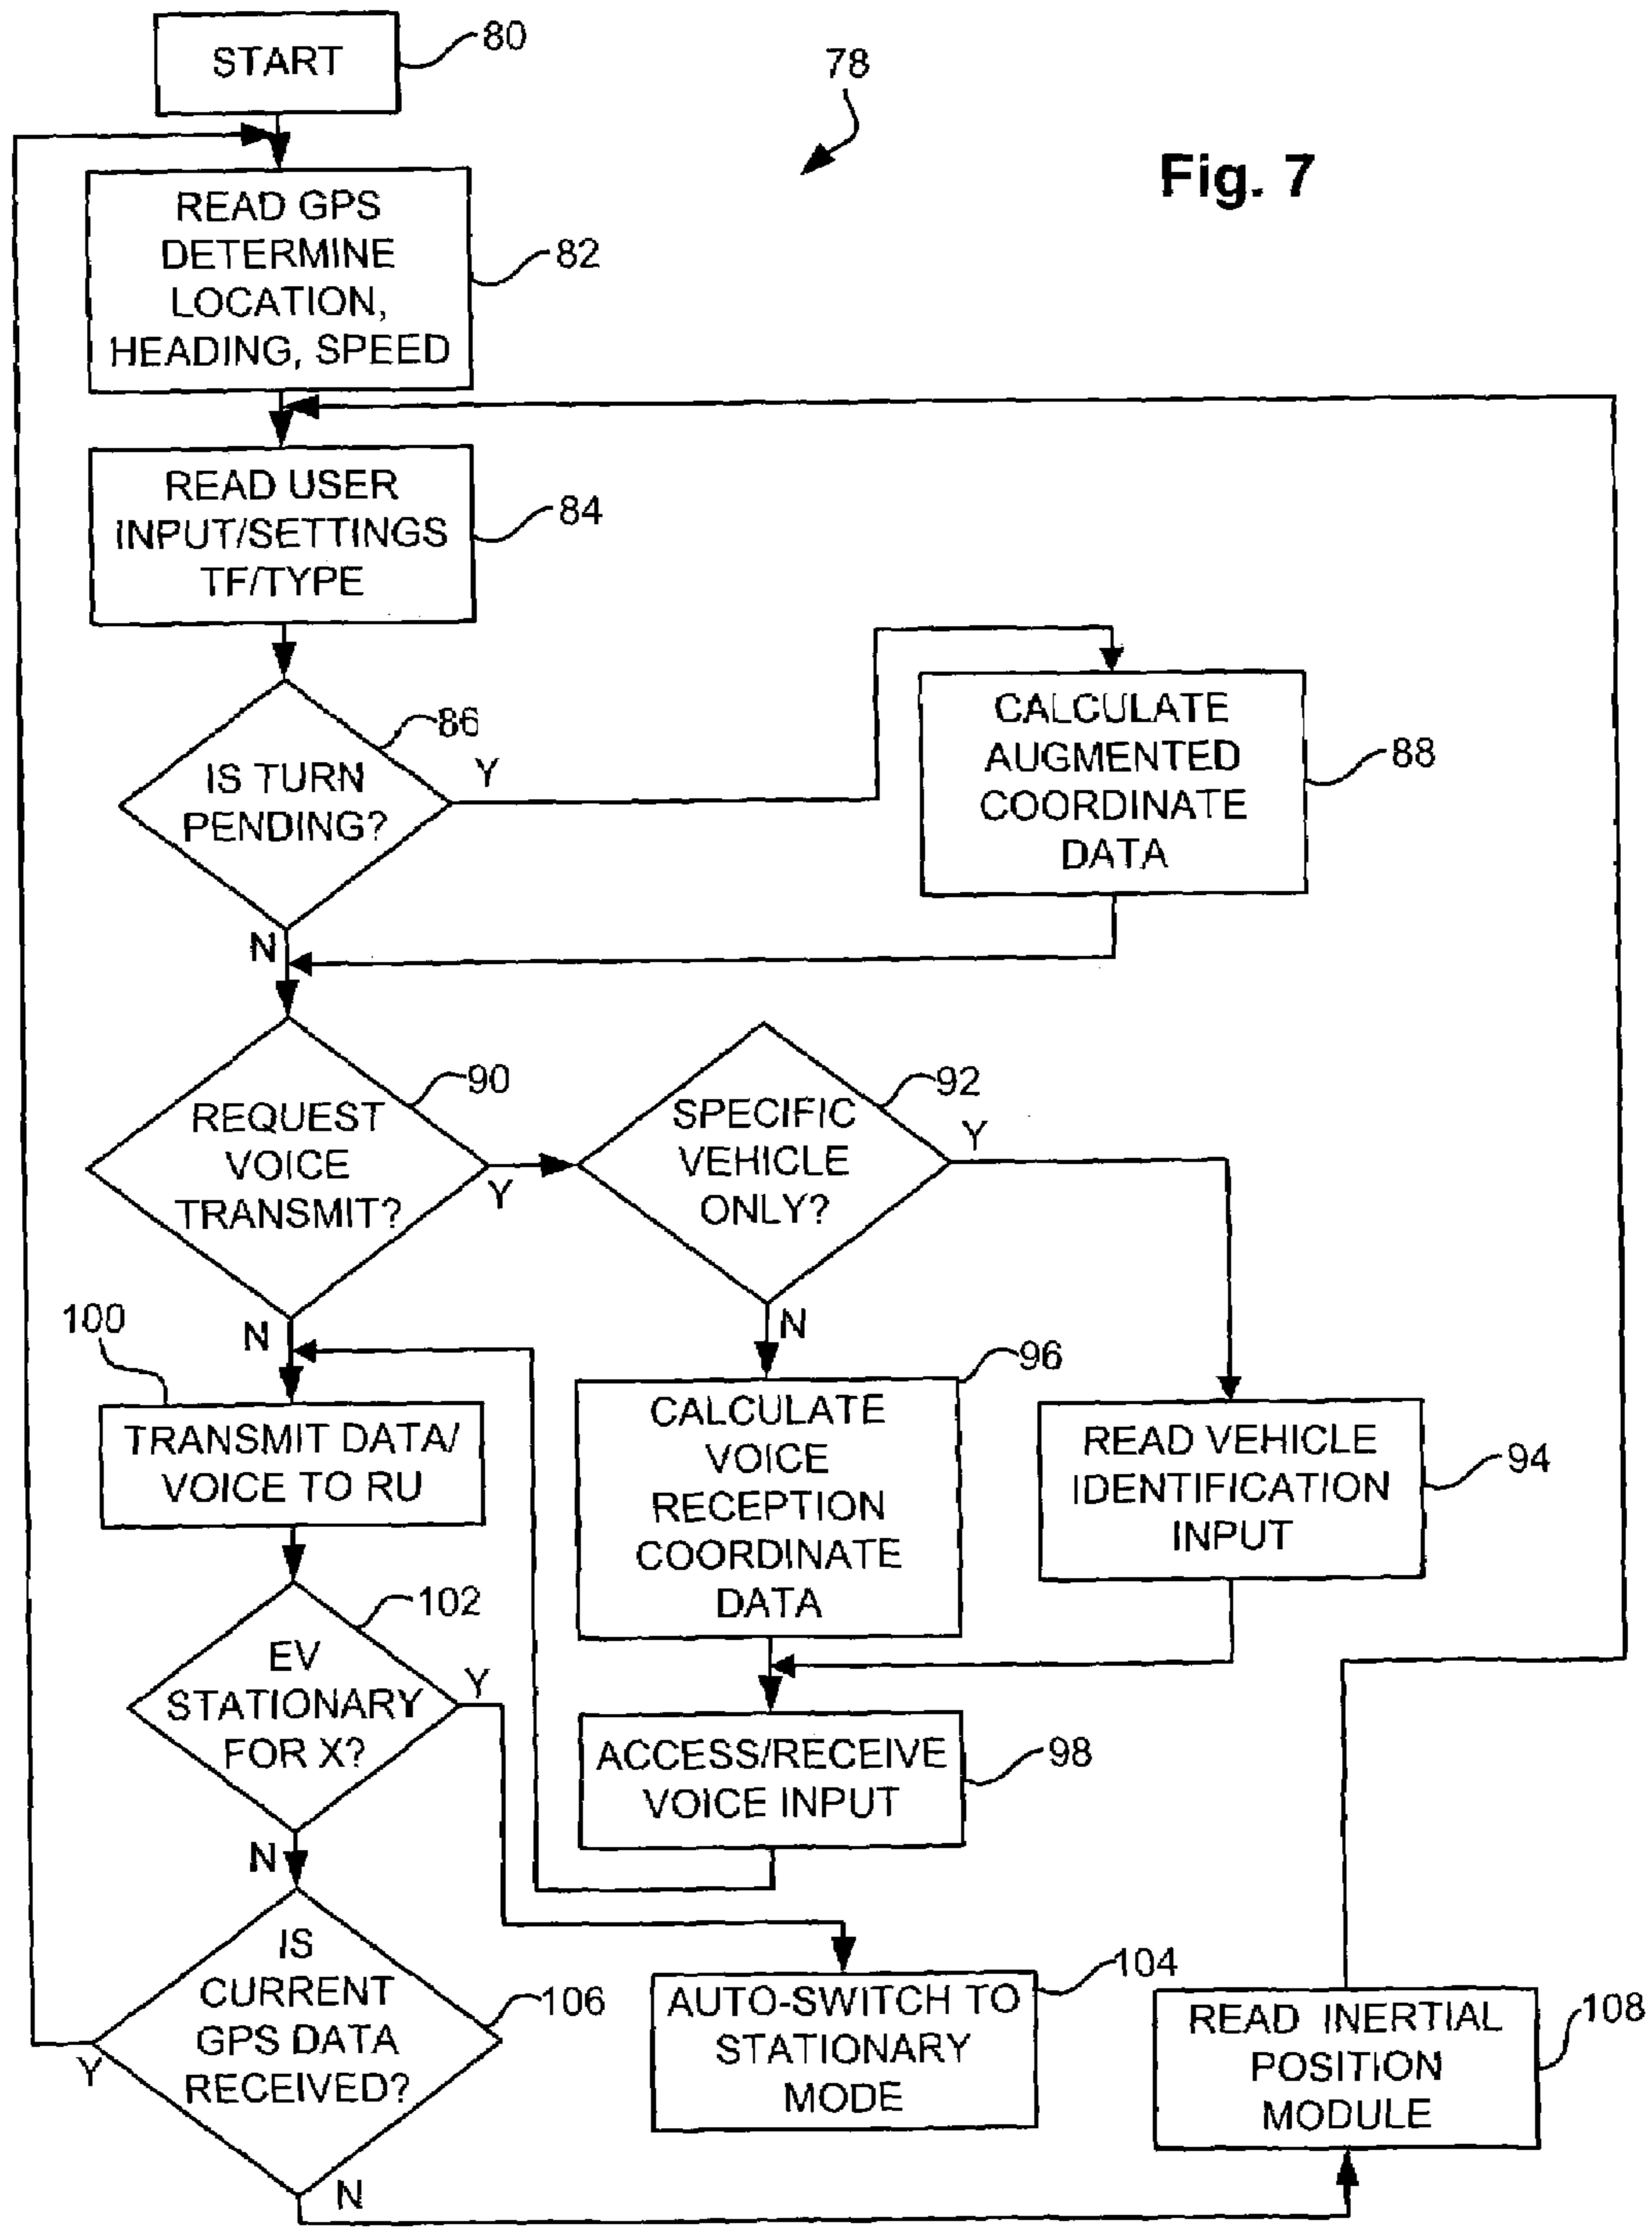 START
80
78
Fig. 7
READ GPS
DETERMINE
LOCATION,
HEADING, SPEED
82
READ USER
INPUT/SETTINGS
TF/TYPE
84
IS TURN
PENDING?
86
Y
N
CALCULATE
AUGMENTED
COORDINATE
DATA
88
REQUEST
VOICE
TRANSMIT?
90
Y
N
SPECIFIC
VEHICLE
ONLY?
92
Y
N
100
TRANSMIT DATA/
VOICE TO RU
CALCULATE
VOICE
RECEPTION
COORDINATE
DATA
96
READ VEHICLE
IDENTIFICATION
INPUT
94
EV
STATIONARY
FOR X?
102
Y
N
ACCESS/RECEIVE
VOICE INPUT
98
IS
CURRENT
GPS DATA
RECEIVED?
106
Y
N
AUTO-SWITCH TO
STATIONARY
MODE
104
READ INERTIAL
POSITION
MODULE
108